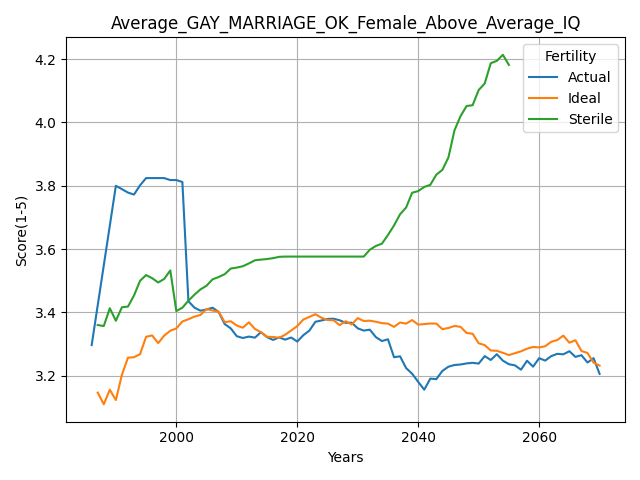 Average_GAY_MARRIAGE_OK_Female_Above_Average_IQ
Fertility
Actual
Ideal
Sterile
Score(1-5)
4.2
4.0
3.8
3.6
3.4
3.2
2000
2020
2040
2060
Years